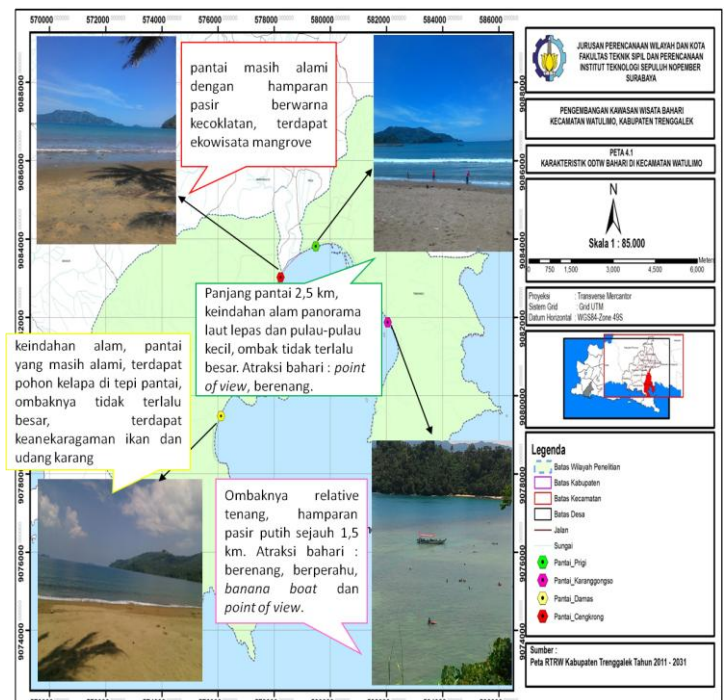 570000 572000 574000 576000 578000 580000 582000 584000 586000
pantai masih alami
dengan hamparan
pasir berwarna
kecoklatan, terdapat
ekowisata mangrove
Panjang pantai 2,5 km,
keindahan alam panorama
laut lepas dan pulau-pulau
kecil, ombak tidak terlalu
besar. Atraksi bahari : point
of view, berenang.
keindahan alam, pantai
yang masih alami, terdapat
pohon kelapa di tepi pantai,
ombaknya tidak terlalu
besar, terdapat
keanekaragaman ikan dan
udang karang
Ombaknya relative
tenang, hamparan
pasir putih sejauh 1,5
km. Atraksi bahari :
berenang, berperahu,
banana boat dan
point of view.
9088000
9086000
9084000
9082000
9080000
9078000
9076000
9074000
JURUSAN PERENCANAAN WILAYAH DAN KOTA
FAKULTAS TEKNIK SIPIL DAN PERENCANAAN
INSTITUT TEKNOLOGI SEPULUH NOPEMBER
SURABAYA
PENGEMBANGAN KAWASAN WISATA BAHARI
KECAMATAN WATULIMO, KABUPATEN TRENGGALEK
PETA 4.1
KARAKTERISTIK ODTW BAHARI DI KECAMATAN WATULIMO
N
Skala 1 : 85.000
0 750 1,500 3,000 4,500 6,000
Meter
Proyeksi : Transverse Mercantor
Sistem Grid : Grid UTM
Datum Horizontal : WGS84-Zone 49S
Legenda
Batas Wilayah Penelitian
Batas Kabupaten
Batas Kecamatan
Batas Desa
Jalan
Sungai
Pantai_Prigi
Pantai_Karanggongso
Pantai_Damas
Pantai_Cengkrong
Sumber :
Peta RTRW Kabupaten Trenggalek Tahun 2011 - 2031